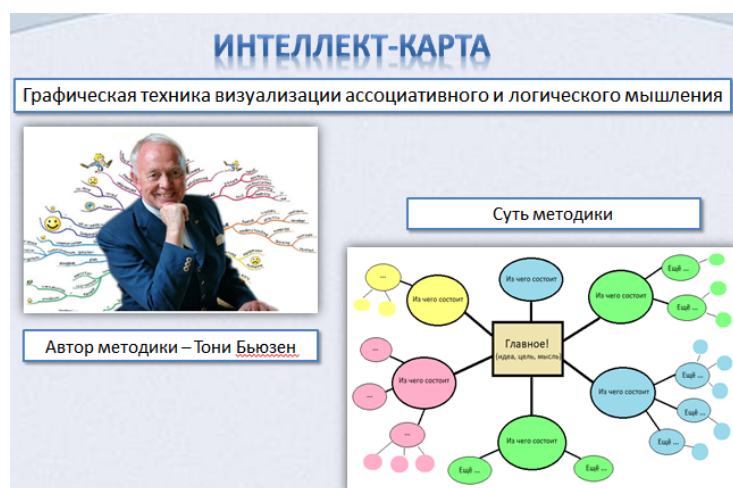 ИНТЕЛЛЕКТ-КАРТА
Графическая техника визуализации ассоциативного и логического мышления
Суть методики
Автор методики – Тони Бьюзен
...
Из чего состоит
Из чего состоит
Из чего состоит
Ещё ...
Ещё ...
Главное!
(идея, цель, мысль)
...
...
...
Из чего состоит
Из чего состоит
Ещё ...
Ещё ...
Ещё ...
Из чего состоит
Ещё ...
Ещё ...